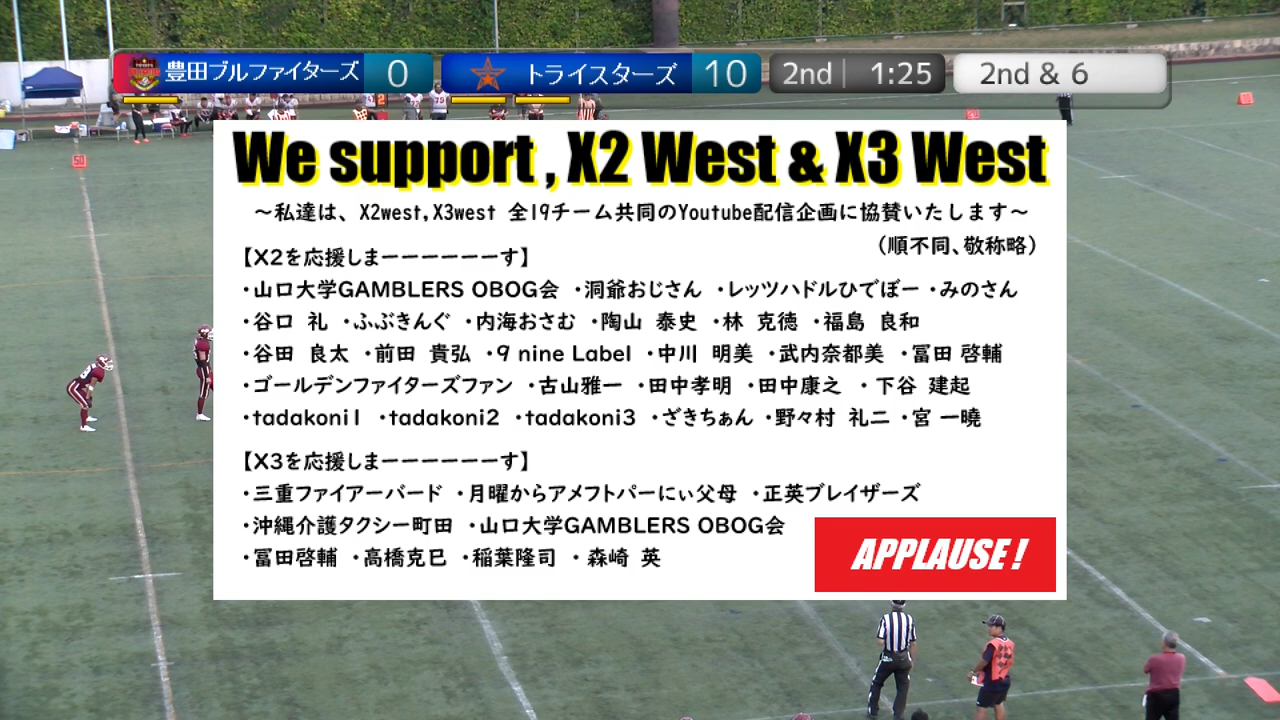 豊田ブルファイターズ 0 トライスターズ 10 2nd 1:25 2nd & 6
We support , X2 West & X3 West
～私達は、X2west,X3west 全19チーム共同のYoutube配信企画に協賛いたします～
（順不同、敬称略）
【X2を応援しまーーーーーーす】
・山口大学GAMBLERS OBOG会 ・洞爺おじさん ・レッツハドルひでぼー ・みのさん
・谷口 礼 ・ふぶきんぐ ・内海おさむ ・陶山 泰史 ・林 克徳 ・福島 良和
・谷田 良太 ・前田 貴弘 ・9 nine Label ・中川 明美 ・武内奈都美 ・冨田 啓輔
・ゴールデンファイターズファン ・古山雅一 ・田中孝明 ・田中康之 ・下谷 建起
・tadakoni1 ・tadakoni2 ・tadakoni3 ・ざきちぁん ・野々村 礼二 ・宮 一曉
【X3を応援しまーーーーーーす】
・三重ファイアーバード ・月曜からアメフトバーにぃ父母 ・正英ブレイザーズ
・沖縄介護タクシー町田 ・山口大学GAMBLERS OBOG会
・冨田啓輔 ・高橋克巳 ・稲葉隆司 ・森崎 英
APPLAUSE !
50